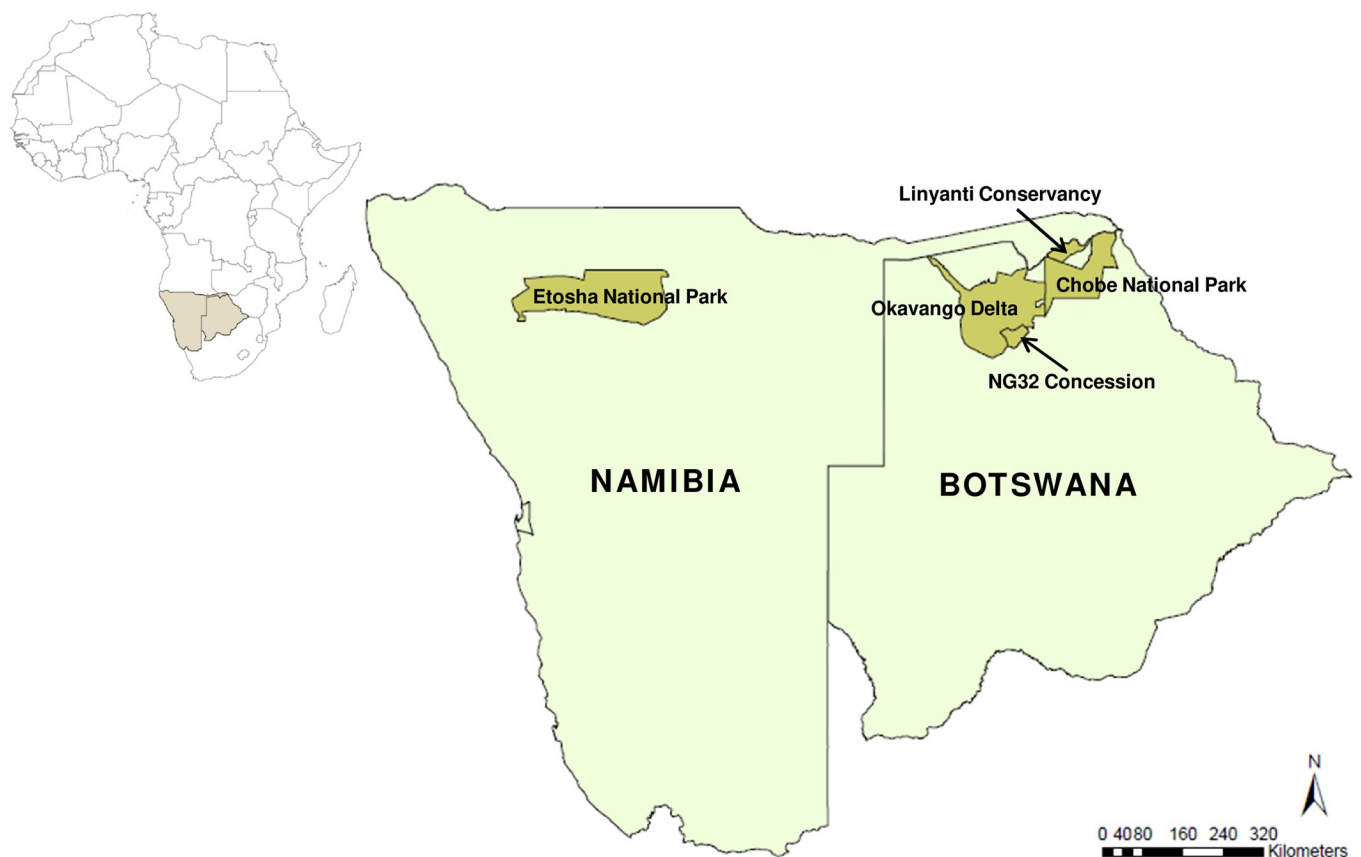 Linyanti Conservancy
Chobe National Park
Etosha National Park
Okavango Delta
NG32 Concession
NAMIBIA
BOTSWANA
N
0 40 80 160 240 320
Kilometers